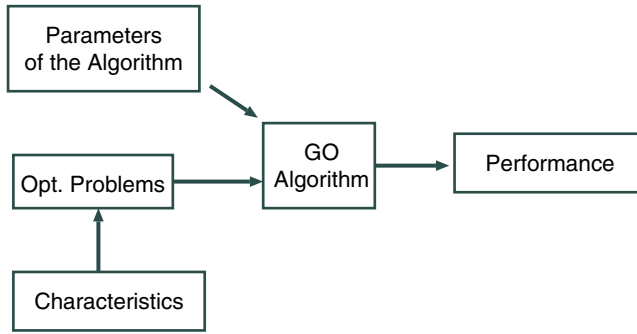 Parameters
of the Algorithm
GO
Algorithm
Performance
Opt. Problems
Characteristics